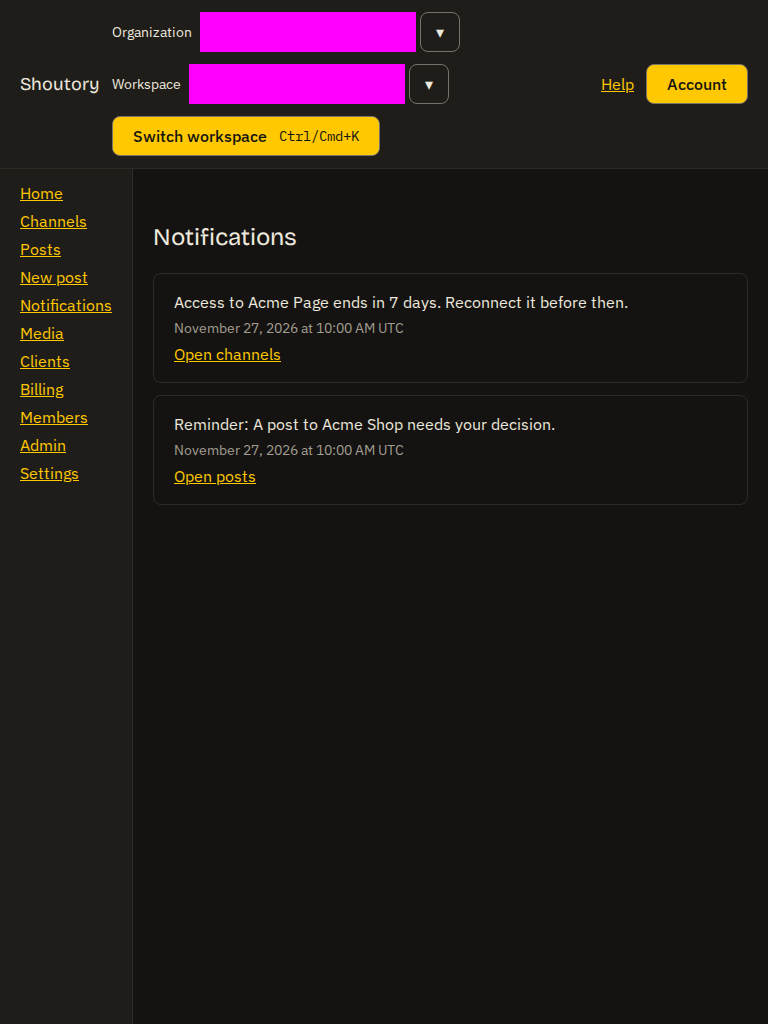 Organization
▼
Shoutory
Workspace
▼
Help
Account
Switch workspace Ctrl/Cmd+K
Home
Channels
Posts
New post
Notifications
Media
Clients
Billing
Members
Admin
Settings
Notifications
Access to Acme Page ends in 7 days. Reconnect it before then.
November 27, 2026 at 10:00 AM UTC
Open channels
Reminder: A post to Acme Shop needs your decision.
November 27, 2026 at 10:00 AM UTC
Open posts